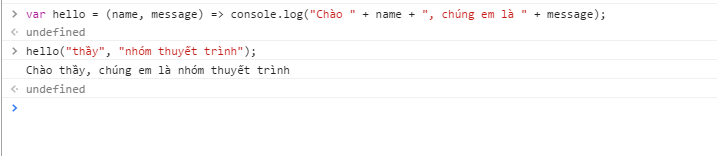 var hello = (name, message) => console.log("Chào " + name + ", chúng em là " + message);
undefined
hello("thầy", "nhóm thuyết trình");
Chào thầy, chúng em là nhóm thuyết trình
undefined